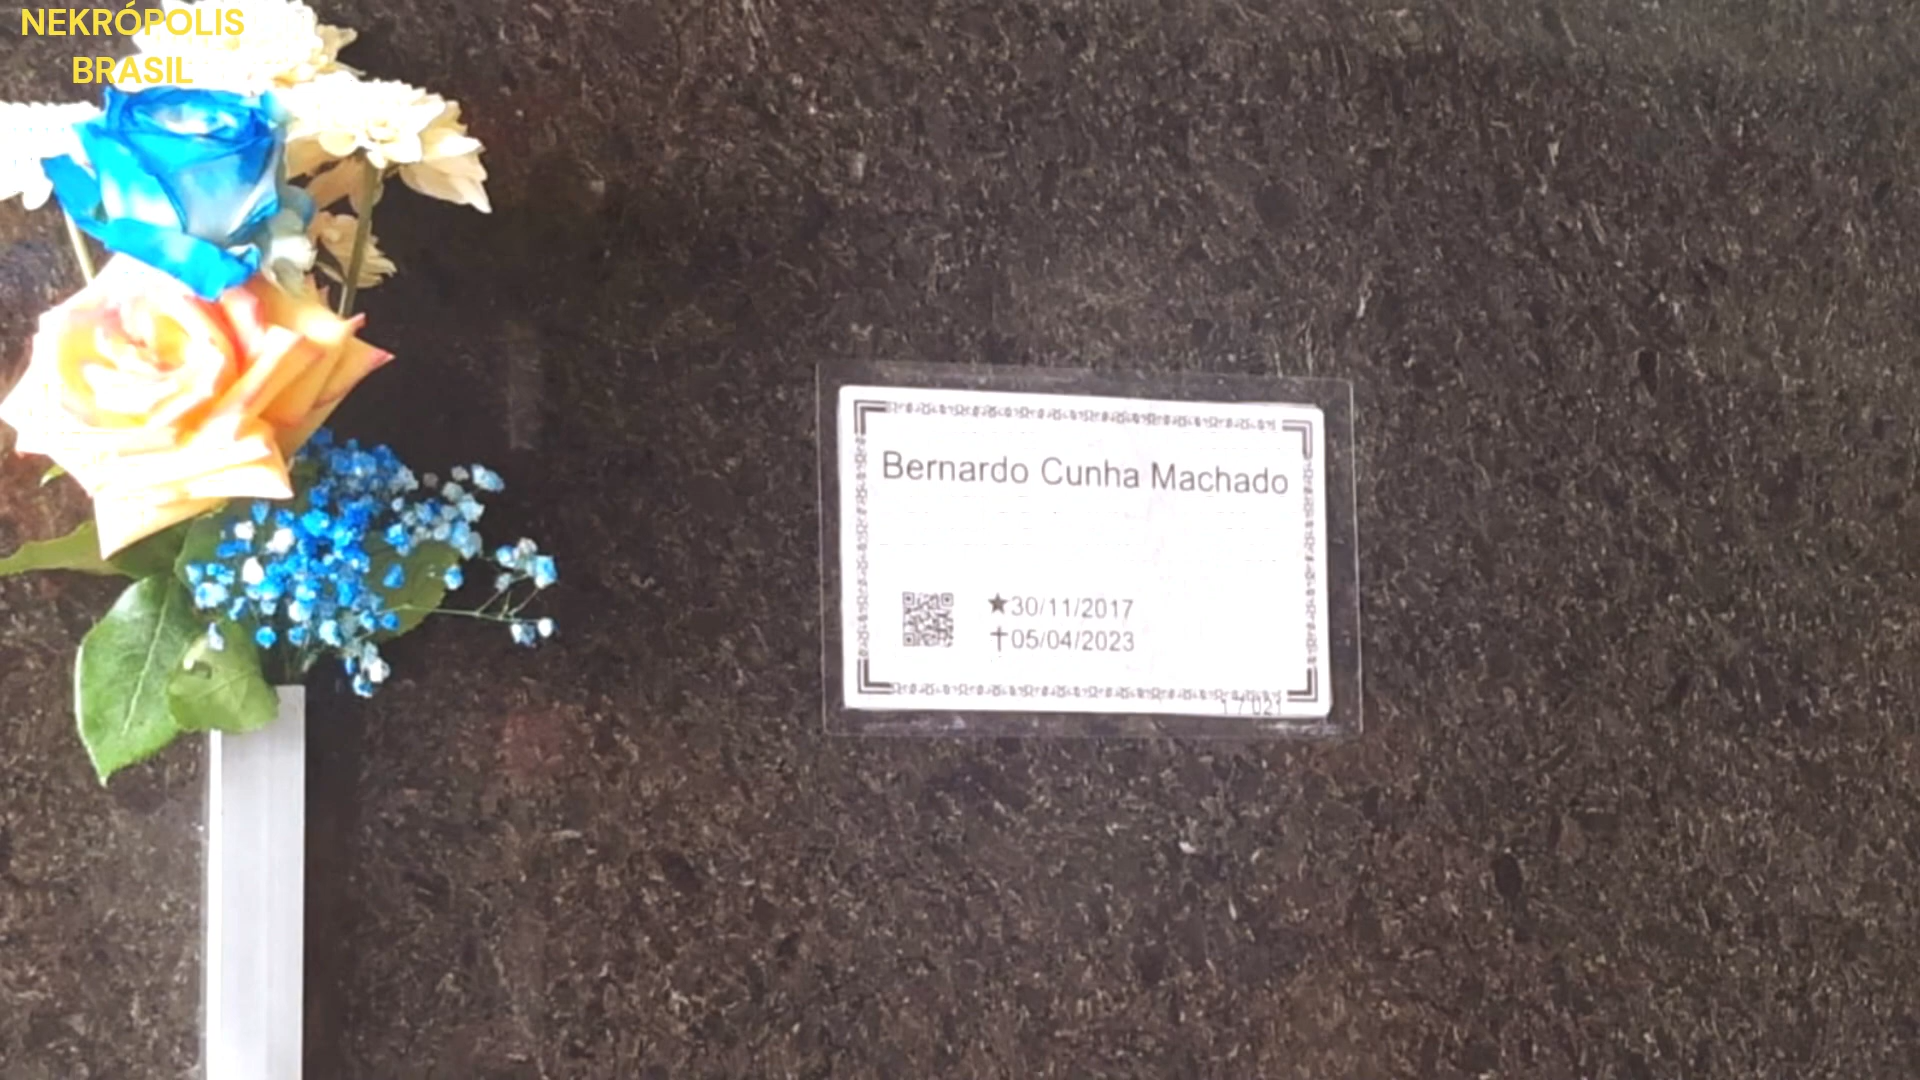 NEKRÓPOLIS
BRASIL
Bernardo Cunha Machado
★30/11/2017
✝05/04/2023